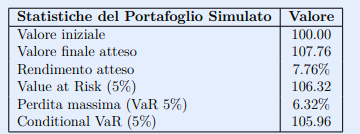 Statistiche del Portafoglio Simulato Valore
Valore iniziale 100.00
Valore finale atteso 107.76
Rendimento atteso 7.76%
Value at Risk (5%) 106.32
Perdita massima (VaR 5%) 6.32%
Conditional VaR (5%) 105.96